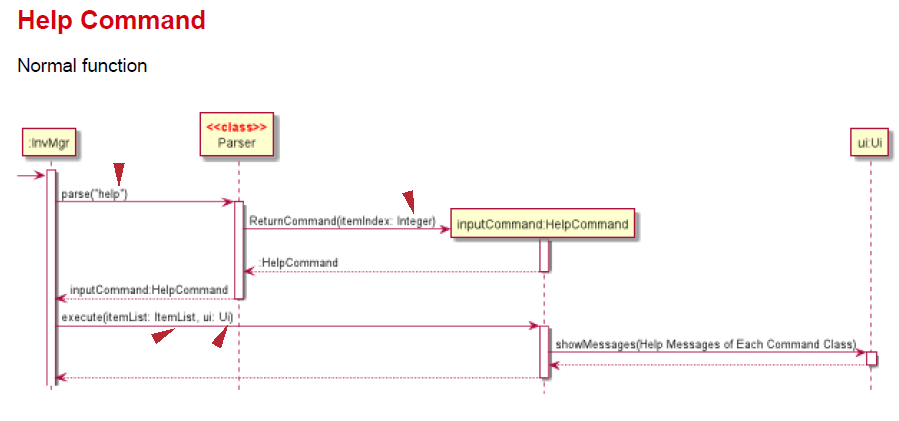 Help Command
Normal function
<<class>>
:InvMgr
Parser
ui:Ui
parse("help")
ReturnCommand(itemIndex: Integer)
inputCommand:HelpCommand
:HelpCommand
inputCommand:HelpCommand
execute(itemList: ItemList, ui: Ui)
showMessages(Help Messages of Each Command Class)